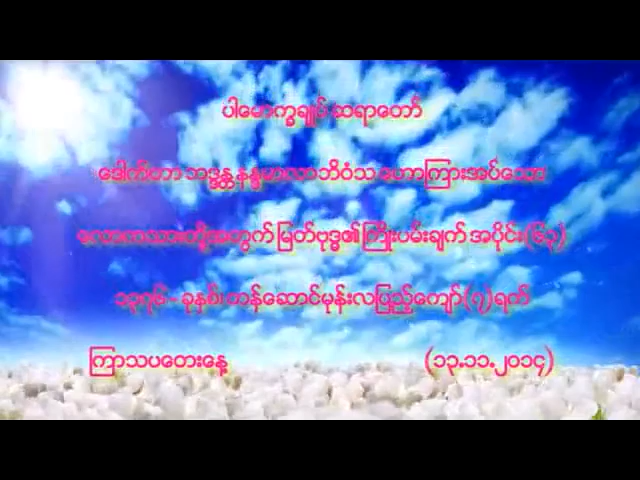 ပါမောက္ခချုပ် ဆရာတော်
ဒေါက်တာ ဘဒ္ဒန္တ နန္ဒမာလာဘိဝံသ ဟောကြားအပ်သော
လောကသားတို့အတွက် မြတ်ဗုဒ္ဓ၏ ကြိုးပမ်းချက် အပိုင်း(၆၃)
၁၃၇၆ - ခုနှစ်၊ တန်ဆောင်မုန်းလပြည့်ကျော်(၇)ရက်
ကြာသပတေးနေ့ (၁၃.၁၁.၂၀၁၄)